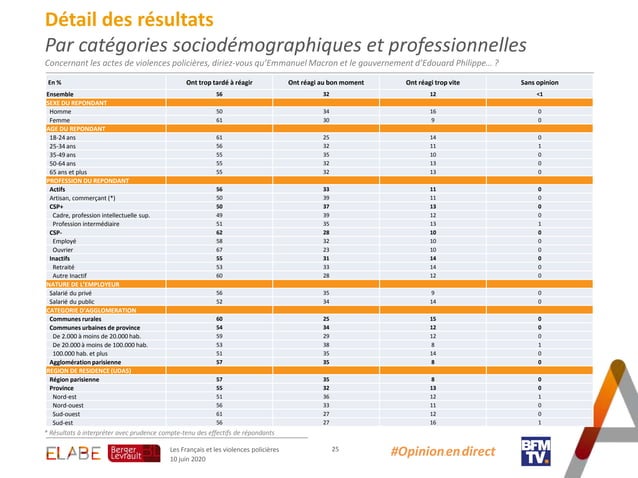 Détail des résultats
Par catégories sociodémographiques et professionnelles
Concernant les actes de violences policières, diriez-vous qu'Emmanuel Macron et le gouvernement d'Edouard Philippe... ?
En % Ont trop tardé à réagir Ont réagi au bon moment Ont réagi trop vite Sans opinion
Ensemble 56 32 12 <1
SEXE DU REPONDANT
Homme 50 34 16 0
Femme 61 30 9 0
AGE DU REPONDANT
18-24 ans 61 25 14 0
25-34 ans 56 32 11 1
35-49 ans 55 35 10 0
50-64 ans 55 32 13 0
65 ans et plus 55 32 13 0
PROFESSION DU REPONDANT
Actifs 56 33 11 0
Artisan, commerçant (*) 50 39 11 0
CSP+ 50 37 13 0
Cadre, profession intellectuelle sup. 49 39 12 0
Profession intermédiaire 51 35 13 1
CSP- 62 28 10 0
Employé 58 32 10 0
Ouvrier 67 23 10 0
Inactifs 55 31 14 0
Retraité 53 33 14 0
Autre Inactif 60 28 12 0
NATURE DE L'EMPLOYEUR
Salarié du privé 56 35 9 0
Salarié du public 52 34 14 0
CATEGORIE D'AGGLOMERATION
Communes rurales 60 25 15 0
Communes urbaines de province 54 34 12 0
De 2.000 à moins de 20.000 hab. 59 29 12 0
De 20.000 à moins de 100.000 hab. 53 38 8 1
100.000 hab. et plus 51 35 14 0
Agglomération parisienne 57 35 8 0
REGION DE RESIDENCE (UDA5)
Région parisienne 57 35 8 0
Province 55 32 13 0
Nord-est 51 36 12 1
Nord-ouest 56 33 11 0
Sud-ouest 61 27 12 0
Sud-est 56 27 16 1
* Résultats à interpréter avec prudence compte-tenu des effectifs de répondants
ELABE
Berger Levrault
Les Français et les violences policières
10 juin 2020
25
#Opinion en direct
BFM
TV.